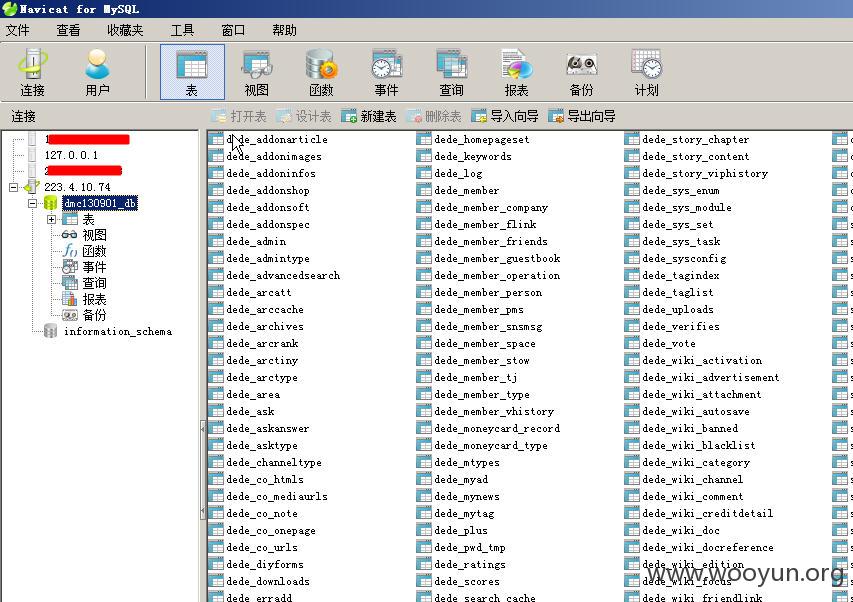 Navicat for MySQL
文件 查看 收藏夹 工具 窗口 帮助
连接 用户 表 视图 函数 事件 查询 报表 备份 计划
连接 打开表 设计表 新建表 删除表 导入向导 导出向导
1
127.0.0.1
2
223.4.10.74
dmc130901_db
表
视图
函数
事件
查询
报表
备份
information_schema
dede_addonarticle dede_homepageset dede_story_chapter
dede_addonimages dede_keywords dede_story_content
dede_addoninfos dede_log dede_story_viphistory
dede_addonshop dede_member dede_sys_enum
dede_addonsoft dede_member_company dede_sys_module
dede_addonspec dede_member_flink dede_sys_set
dede_admin dede_member_friends dede_sys_task
dede_admintype dede_member_guestbook dede_sysconfig
dede_advancedsearch dede_member_operation dede_tagindex
dede_arcatt dede_member_person dede_taglist
dede_arccache dede_member_pms dede_uploads
dede_archives dede_member_snsmsg dede_verifies
dede_arcrank dede_member_space dede_vote
dede_arctiny dede_member_stow dede_wiki_activation
dede_arctype dede_member_tj dede_wiki_advertisement
dede_area dede_member_type dede_wiki_attachment
dede_ask dede_member_vhistory dede_wiki_autosave
dede_askanswer dede_moneycard_record dede_wiki_banned
dede_asktype dede_moneycard_type dede_wiki_blacklist
dede_channeltype dede_mtypes dede_wiki_category
dede_co_htmls dede_myad dede_wiki_channel
dede_co_mediaurls dede_mynews dede_wiki_comment
dede_co_note dede_mytag dede_wiki_creditdetail
dede_co_onepage dede_plus dede_wiki_doc
dede_co_urls dede_pwd_tmp dede_wiki_docreference
dede_diyforms dede_ratings dede_wiki_edition
dede_downloads dede_scores dede_wiki_focus
dede_erradd dede_search_cache dede_wiki_friendlink
www.wooyun.org